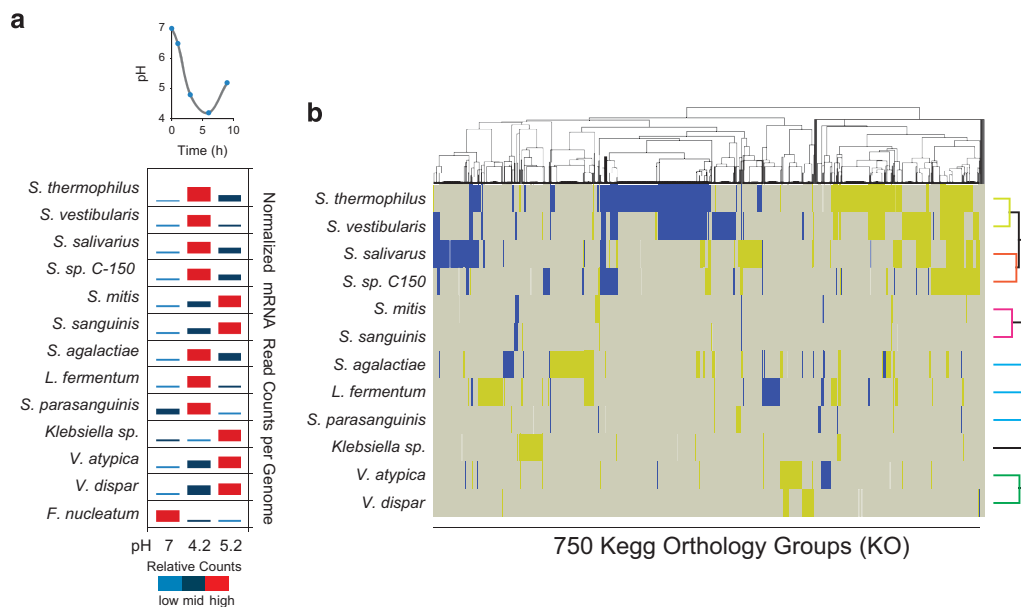 a
7
6
5
4
pH
0 5 10
Time (h)
S. thermophilus
S. vestibularis
S. salivarius
S. sp. C-150
S. mitis
S. sanguinis
S. agalactiae
L. fermentum
S. parasanguinis
Klebsiella sp.
V. atypica
V. dispar
F. nucleatum
Normalized mRNA Read Counts per Genome
pH 7 4.2 5.2
Relative Counts
low mid high
b
S. thermophilus
S. vestibularis
S. salivarus
S. sp. C150
S. mitis
S. sanguinis
S. agalactiae
L. fermentum
S. parasanguinis
Klebsiella sp.
V. atypica
V. dispar
750 Kegg Orthology Groups (KO)